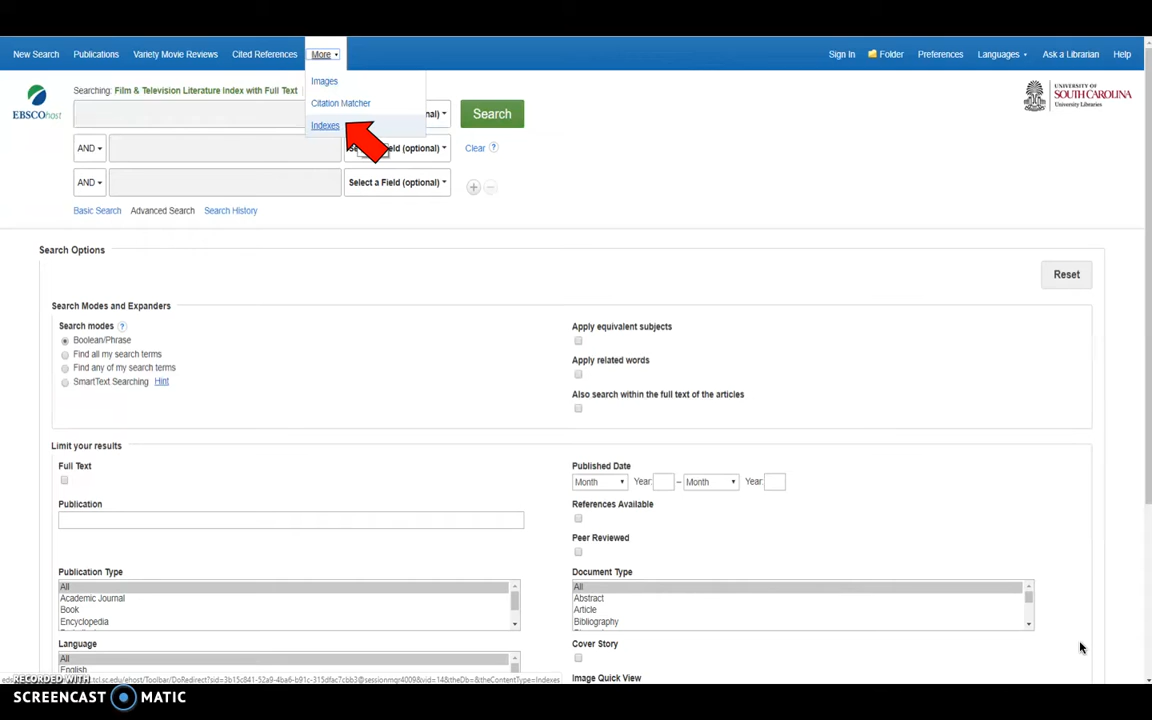 New Search Publications Variety Movie Reviews Cited References More Sign In Folder Preferences Languages Ask a Librarian Help
Images
Citation Matcher
Indexes
EBSCOhost
Searching: Film & Television Literature Index with Full Text
nal)
Search
UNIVERSITY OF
SOUTH CAROLINA
University Libraries
AND
eld (optional)
Clear ?
AND
Select a Field (optional)
Basic Search Advanced Search Search History
Search Options
Reset
Search Modes and Expanders
Search modes ?
Boolean/Phrase
Find all my search terms
Find any of my search terms
SmartText Searching Hint
Apply equivalent subjects
Apply related words
Also search within the full text of the articles
Limit your results
Full Text
Published Date
Month Year: – Month Year:
Publication
References Available
Peer Reviewed
Publication Type
All
Academic Journal
Book
Encyclopedia
Document Type
All
Abstract
Article
Bibliography
Language
All
English
Cover Story
Image Quick View
RECORDED WITH
SCREENCAST MATIC